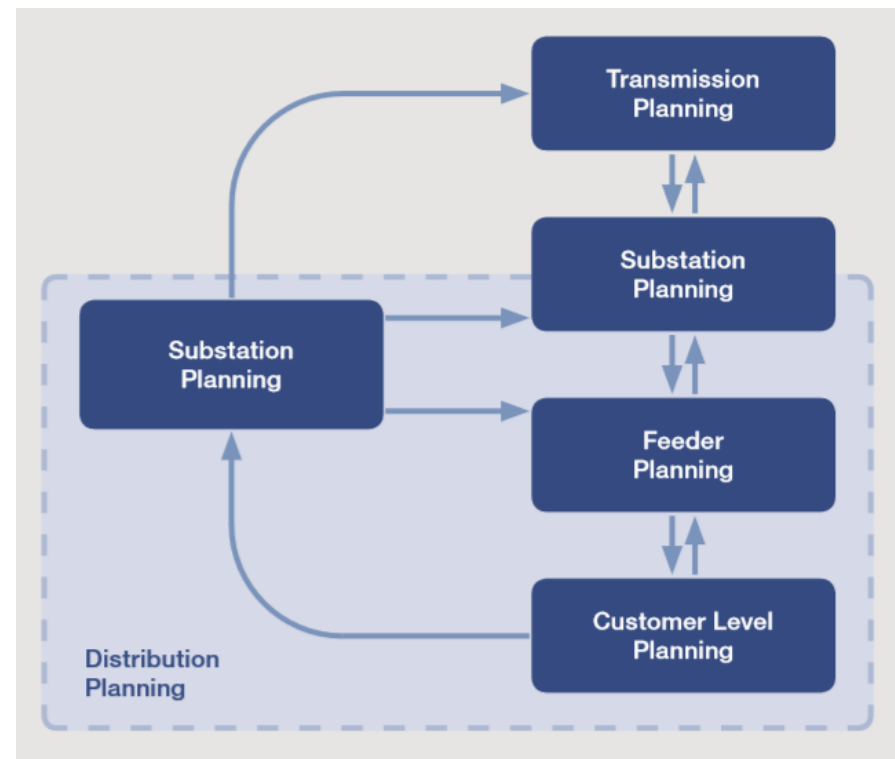 Transmission
Planning
Substation
Planning
Substation
Planning
Feeder
Planning
Customer Level
Planning
Distribution
Planning